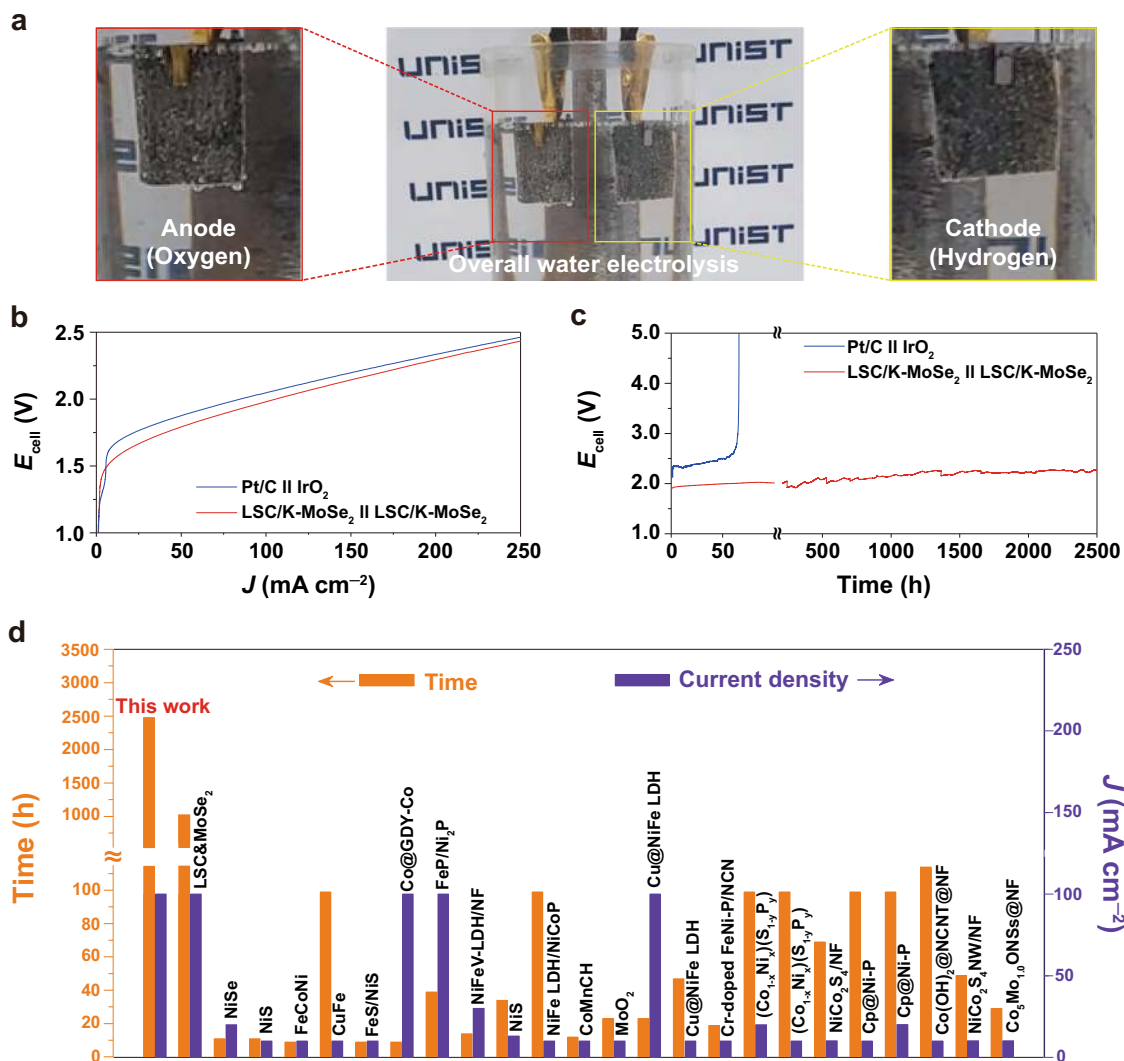 a
UNIST
UNIST
UNIST
UNIST
UNIST
UNIST
UNIST
UNIST
Anode
(Oxygen)
Overall water electrolysis
Cathode
(Hydrogen)
b
2.5
2.0
1.5
1.0
E_cell (V)
Pt/C II IrO₂
LSC/K-MoSe₂ II LSC/K-MoSe₂
0 50 100 150 200 250
J (mA cm⁻²)
c
5.0
4.0
3.0
2.0
1.0
E_cell (V)
Pt/C II IrO₂
LSC/K-MoSe₂ II LSC/K-MoSe₂
0 50 500 1000 1500 2000 2500
Time (h)
d
3500
3000
2500
2000
1500
1000
100
80
60
40
20
0
Time (h)
Time
Current density
This work
LSC&MoSe₂
NiSe
NiS
FeCoNi
CuFe
FeS/NiS
Co@GDY-Co
FeP/Ni₂P
NiFeV-LDH/NF
NiS
NiFe LDH/NiCoP
CoMnCH
MoO₂
Cu@NiFe LDH
Cu@NiFe LDH
Cr-doped FeNi-P/NCN
(Co₁₋ₓNiₓ)(S₁₋yPy)
(Co₁₋ₓNiₓ)(S₁₋yPy)
NiCo₂S₄/NF
Cp@Ni-P
Cp@Ni-P
Co(OH)₂@NCNT@NF
NiCo₂S₄NW/NF
Co₅Mo₁.₀ONSs@NF
250
200
150
100
50
0
J (mA cm⁻²)